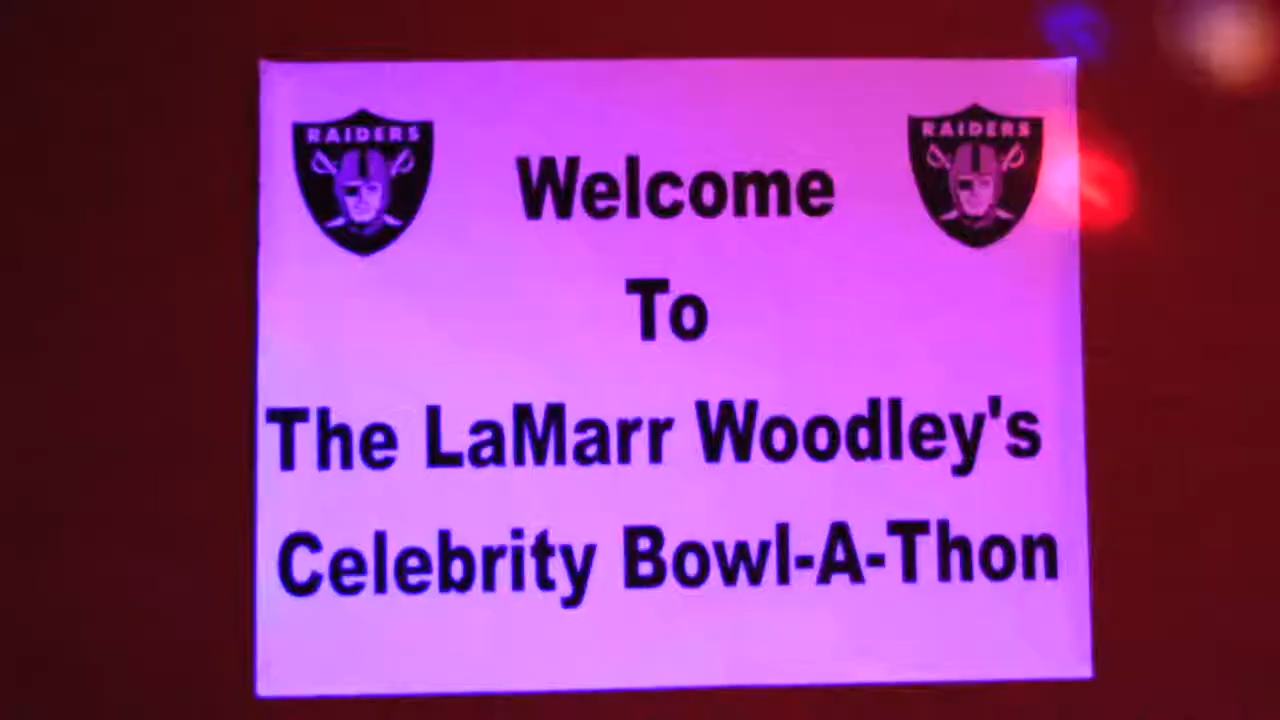 RAIDERS
RAIDERS
Welcome
To
The LaMarr Woodley's
Celebrity Bowl-A-Thon